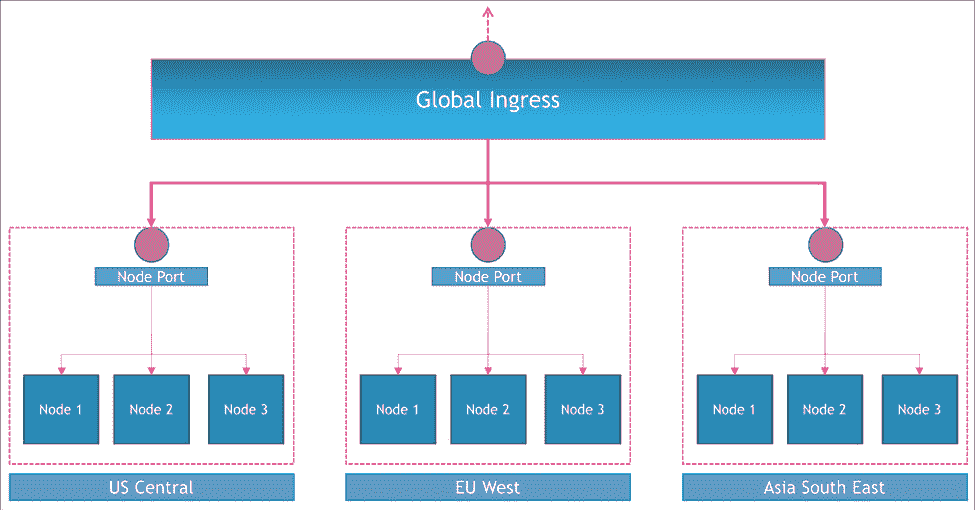 Global Ingress
Node Port
Node Port
Node Port
Node 1
Node 2
Node 3
Node 1
Node 2
Node 3
Node 1
Node 2
Node 3
US Central
EU West
Asia South East